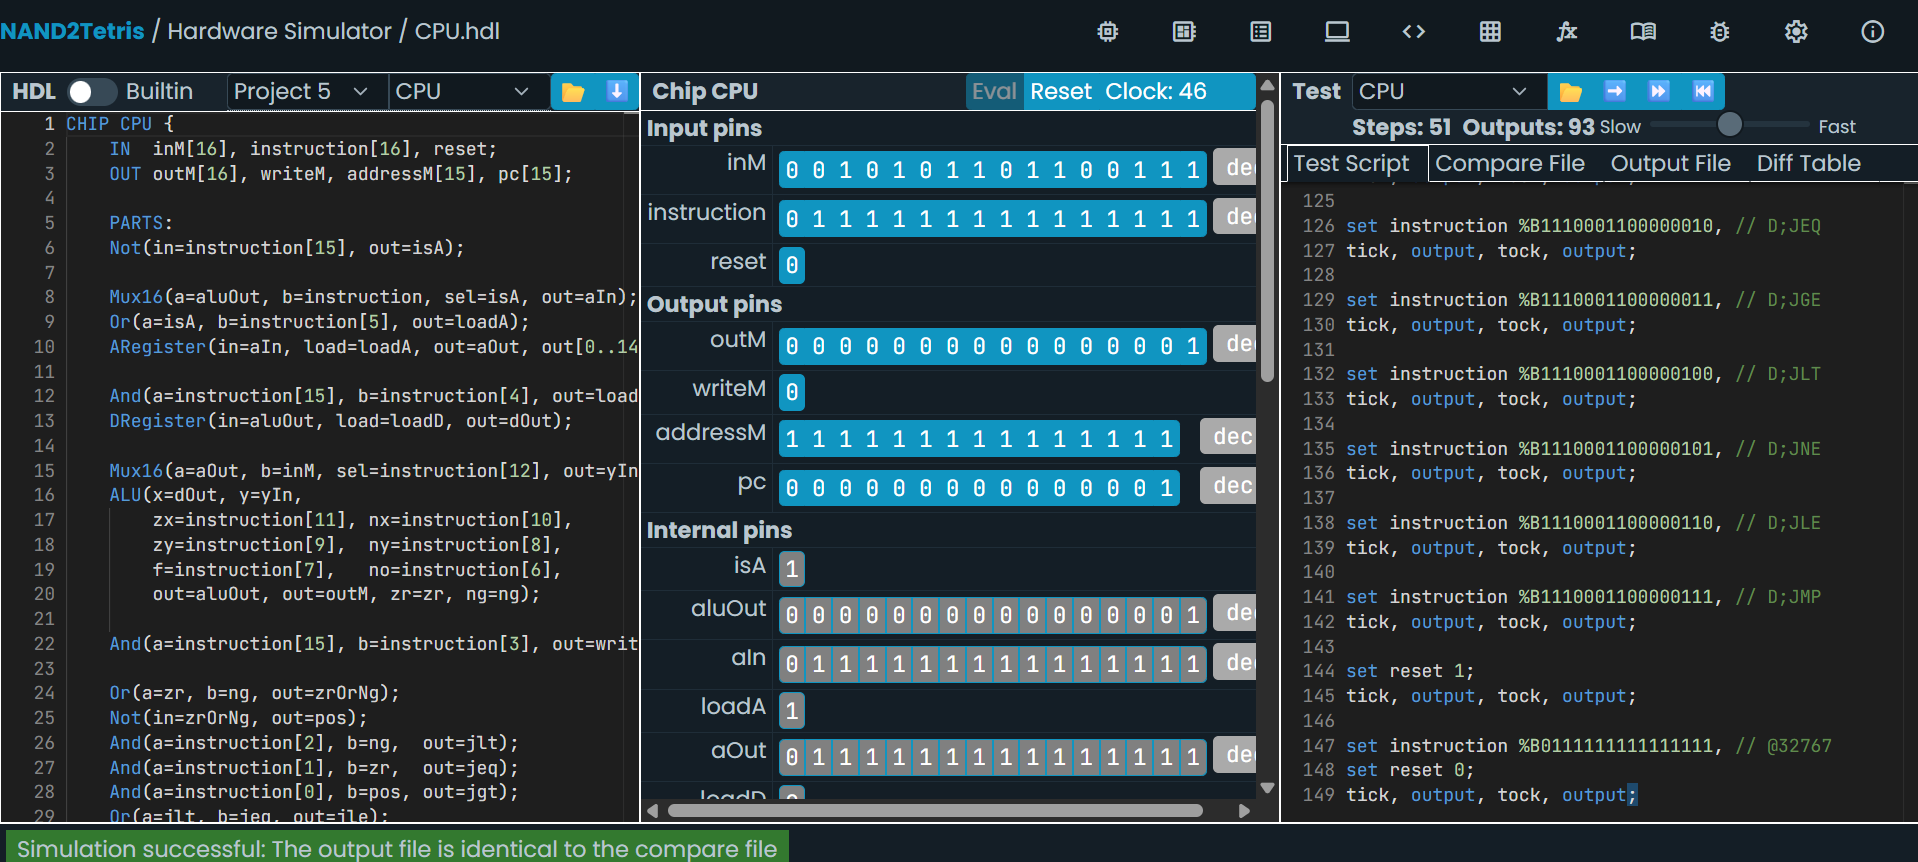 NAND2Tetris / Hardware Simulator / CPU.hdl
HDL Builtin Project 5 CPU
1 CHIP CPU {
2 IN inM[16], instruction[16], reset;
3 OUT outM[16], writeM, addressM[15], pc[15];
4
5 PARTS:
6 Not(in=instruction[15], out=isA);
7
8 Mux16(a=aluOut, b=instruction, sel=isA, out=aIn);
9 Or(a=isA, b=instruction[5], out=loadA);
10 ARegister(in=aIn, load=loadA, out=aOut, out[0..14
11
12 And(a=instruction[15], b=instruction[4], out=load
13 DRegister(in=aluOut, load=loadD, out=dOut);
14
15 Mux16(a=aOut, b=inM, sel=instruction[12], out=yIn
16 ALU(x=dOut, y=yIn,
17 zx=instruction[11], nx=instruction[10],
18 zy=instruction[9], ny=instruction[8],
19 f=instruction[7], no=instruction[6],
20 out=aluOut, out=outM, zr=zr, ng=ng);
21
22 And(a=instruction[15], b=instruction[3], out=writ
23
24 Or(a=zr, b=ng, out=zrOrNg);
25 Not(in=zrOrNg, out=pos);
26 And(a=instruction[2], b=ng, out=jlt);
27 And(a=instruction[1], b=zr, out=jeq);
28 And(a=instruction[0], b=pos, out=jgt);
29 Or(a=jlt, b=jeq, out=jle);
Chip CPU Eval Reset Clock: 46
Input pins
inM 0 0 1 0 1 0 1 1 0 1 1 0 0 1 1 1 dec
instruction 0 1 1 1 1 1 1 1 1 1 1 1 1 1 1 1 dec
reset 0
Output pins
outM 0 0 0 0 0 0 0 0 0 0 0 0 0 0 0 1 dec
writeM 0
addressM 1 1 1 1 1 1 1 1 1 1 1 1 1 1 1 dec
pc 0 0 0 0 0 0 0 0 0 0 0 0 0 0 1 dec
Internal pins
isA 1
aluOut 0 0 0 0 0 0 0 0 0 0 0 0 0 0 0 1 dec
aIn 0 1 1 1 1 1 1 1 1 1 1 1 1 1 1 1 dec
loadA 1
aOut 0 1 1 1 1 1 1 1 1 1 1 1 1 1 1 1 dec
loadD 0
Test CPU
Steps: 51 Outputs: 93 Slow Fast
Test Script Compare File Output File Diff Table
125
126 set instruction %B1110001100000010, // D;JEQ
127 tick, output, tock, output;
128
129 set instruction %B1110001100000011, // D;JGE
130 tick, output, tock, output;
131
132 set instruction %B1110001100000100, // D;JLT
133 tick, output, tock, output;
134
135 set instruction %B1110001100000101, // D;JNE
136 tick, output, tock, output;
137
138 set instruction %B1110001100000110, // D;JLE
139 tick, output, tock, output;
140
141 set instruction %B1110001100000111, // D;JMP
142 tick, output, tock, output;
143
144 set reset 1;
145 tick, output, tock, output;
146
147 set instruction %B0111111111111111, // @32767
148 set reset 0;
149 tick, output, tock, output;
Simulation successful: The output file is identical to the compare file